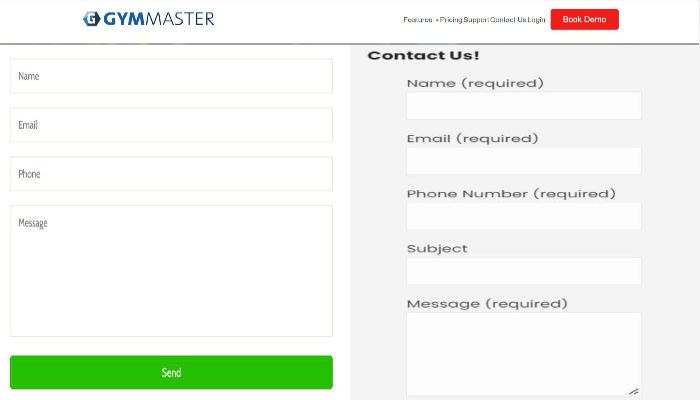 GYMMASTER
Features Pricing Support Contact Us Login
Book Demo
Name
Email
Phone
Message
Send
Contact Us!
Name (required)
Email (required)
Phone Number (required)
Subject
Message (required)